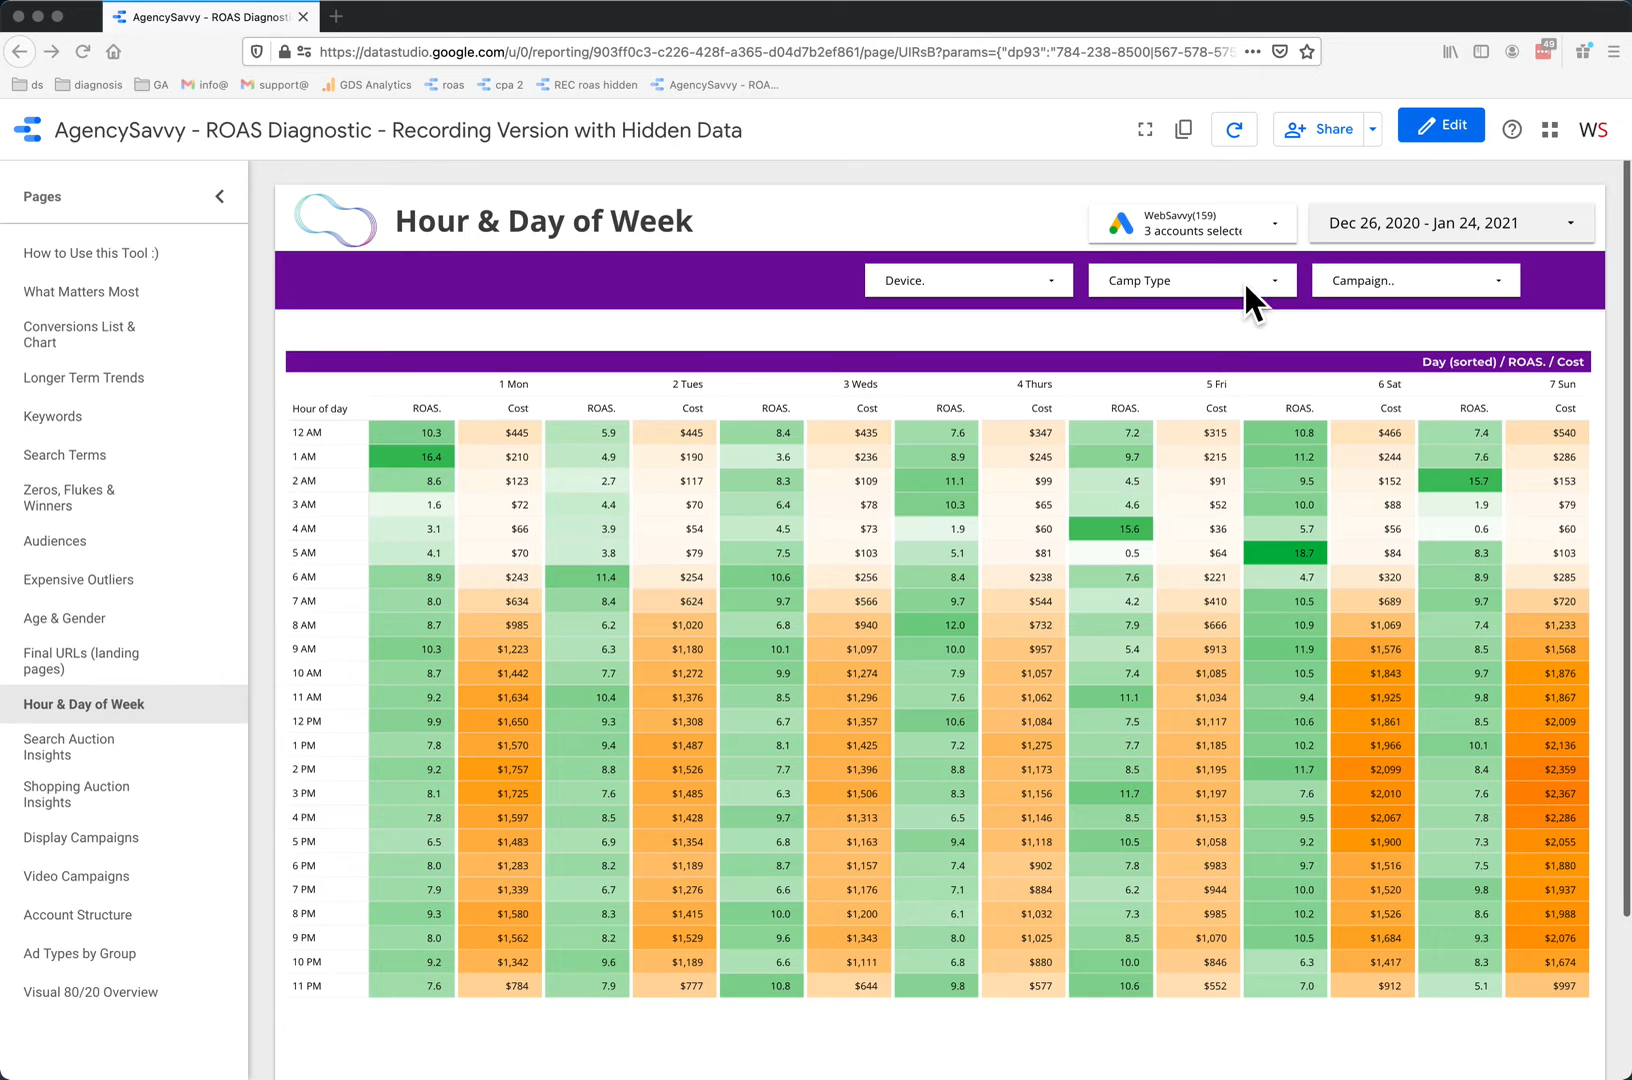 AgencySavvy - ROAS Diagnosti
https://datastudio.google.com/u/0/reporting/903ff0c3-c226-428f-a365-d04d7b2ef861/page/UIRsB?params={"dp93":"784-238-8500|567-578-575
49
ds diagnosis GA info@ support@ GDS Analytics roas cpa 2 REC roas hidden AgencySavvy - ROA...
AgencySavvy - ROAS Diagnostic - Recording Version with Hidden Data
Share Edit WS
Pages
How to Use this Tool :)
What Matters Most
Conversions List &
Chart
Longer Term Trends
Keywords
Search Terms
Zeros, Flukes &
Winners
Audiences
Expensive Outliers
Age & Gender
Final URLs (landing
pages)
Hour & Day of Week
Search Auction
Insights
Shopping Auction
Insights
Display Campaigns
Video Campaigns
Account Structure
Ad Types by Group
Visual 80/20 Overview
Hour & Day of Week
WebSavvy(159)
3 accounts selecte
Dec 26, 2020 - Jan 24, 2021
Device. Camp Type Campaign..
Day (sorted) / ROAS. / Cost
1 Mon 2 Tues 3 Weds 4 Thurs 5 Fri 6 Sat 7 Sun
Hour of day ROAS. Cost ROAS. Cost ROAS. Cost ROAS. Cost ROAS. Cost ROAS. Cost ROAS. Cost
12 AM 10.3 $445 5.9 $445 8.4 $435 7.6 $347 7.2 $315 10.8 $466 7.4 $540
1 AM 16.4 $210 4.9 $190 3.6 $236 8.9 $245 9.7 $215 11.2 $244 7.6 $286
2 AM 8.6 $123 2.7 $117 8.3 $109 11.1 $99 4.5 $91 9.5 $152 15.7 $153
3 AM 1.6 $72 4.4 $70 6.4 $78 10.3 $65 4.6 $52 10.0 $88 1.9 $79
4 AM 3.1 $66 3.9 $54 4.5 $73 1.9 $60 15.6 $36 5.7 $56 0.6 $60
5 AM 4.1 $70 3.8 $79 7.5 $103 5.1 $81 0.5 $64 18.7 $84 8.3 $103
6 AM 8.9 $243 11.4 $254 10.6 $256 8.4 $238 7.6 $221 4.7 $320 8.9 $285
7 AM 8.0 $634 8.4 $624 9.7 $566 9.7 $544 4.2 $410 10.5 $689 9.7 $720
8 AM 8.7 $985 6.2 $1,020 6.8 $940 12.0 $732 7.9 $666 10.9 $1,069 7.4 $1,233
9 AM 10.3 $1,223 6.3 $1,180 10.1 $1,097 10.0 $957 5.4 $913 11.9 $1,576 8.5 $1,568
10 AM 8.7 $1,442 7.7 $1,272 9.9 $1,274 7.9 $1,057 7.4 $1,085 10.5 $1,843 9.7 $1,876
11 AM 9.2 $1,634 10.4 $1,376 8.5 $1,296 7.6 $1,062 11.1 $1,034 9.4 $1,925 9.8 $1,867
12 PM 9.9 $1,650 9.3 $1,308 6.7 $1,357 10.6 $1,084 7.5 $1,117 10.6 $1,861 8.5 $2,009
1 PM 7.8 $1,570 9.4 $1,487 8.1 $1,425 7.2 $1,275 7.7 $1,185 10.2 $1,966 10.1 $2,136
2 PM 9.2 $1,757 8.8 $1,526 7.7 $1,396 8.8 $1,173 8.5 $1,195 11.7 $2,099 8.4 $2,359
3 PM 8.1 $1,725 7.6 $1,485 6.3 $1,506 8.3 $1,156 11.7 $1,197 7.6 $2,010 7.6 $2,367
4 PM 7.8 $1,597 8.5 $1,428 9.7 $1,313 6.5 $1,146 8.5 $1,153 9.5 $2,067 7.8 $2,286
5 PM 6.5 $1,483 6.9 $1,354 6.8 $1,163 9.4 $1,118 10.5 $1,058 9.2 $1,900 7.3 $2,055
6 PM 8.0 $1,283 8.2 $1,189 8.7 $1,157 7.4 $902 7.8 $983 9.7 $1,516 7.5 $1,880
7 PM 7.9 $1,339 6.7 $1,276 6.6 $1,176 7.1 $884 6.2 $944 10.0 $1,520 9.8 $1,937
8 PM 9.3 $1,580 8.3 $1,415 10.0 $1,200 6.1 $1,032 7.3 $985 10.2 $1,526 8.6 $1,988
9 PM 8.0 $1,562 8.2 $1,529 9.6 $1,343 8.0 $1,025 8.5 $1,070 10.5 $1,684 9.3 $2,076
10 PM 9.2 $1,342 9.6 $1,189 6.6 $1,111 6.8 $880 10.0 $846 6.3 $1,417 8.3 $1,674
11 PM 7.6 $784 7.9 $777 10.8 $644 9.8 $577 10.6 $552 7.0 $912 5.1 $997